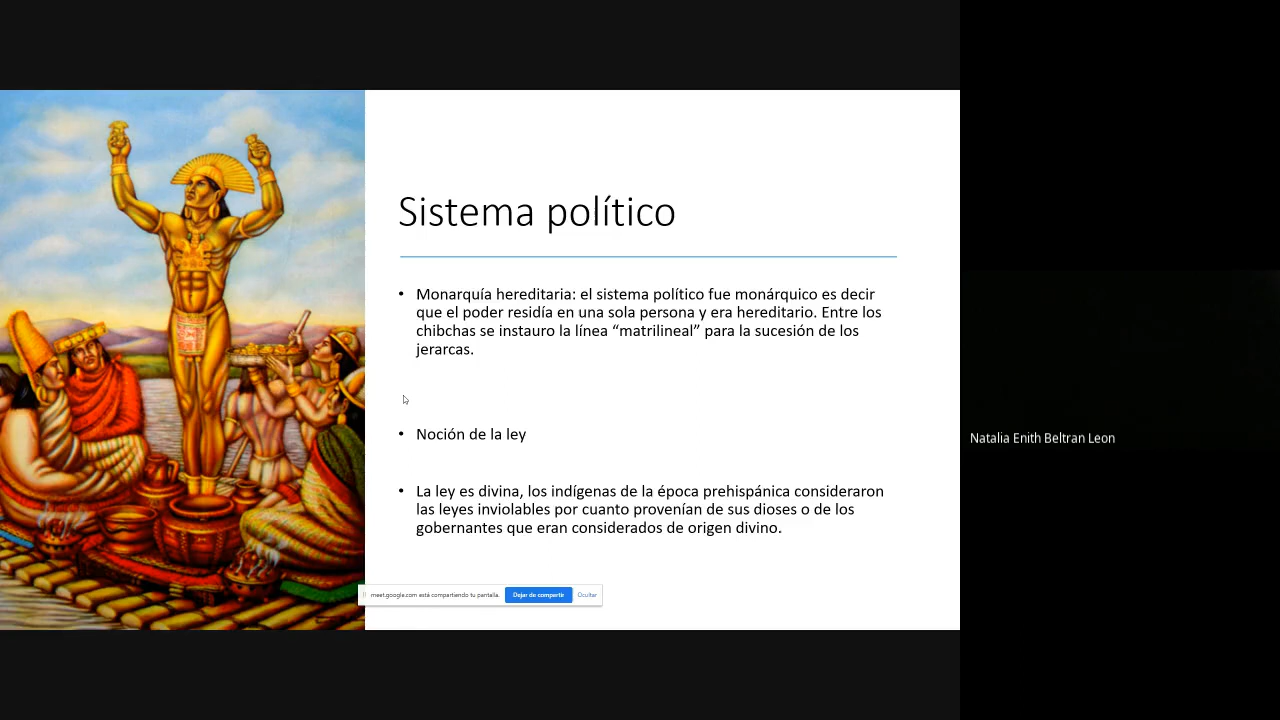 Sistema político
• Monarquía hereditaria: el sistema político fue monárquico es decir
que el poder residía en una sola persona y era hereditario. Entre los
chibchas se instauro la línea “matrilineal” para la sucesión de los
jerarcas.
• Noción de la ley
• La ley es divina, los indígenas de la época prehispánica consideraron
las leyes inviolables por cuanto provenían de sus dioses o de los
gobernantes que eran considerados de origen divino.
meet.google.com está compartiendo tu pantalla. Dejar de compartir Ocultar
Natalia Enith Beltran Leon